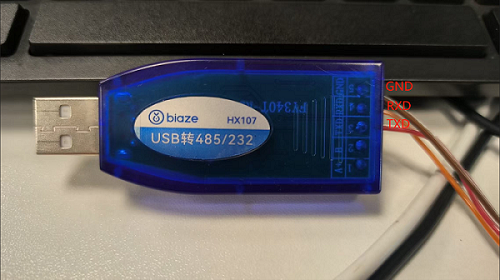 biaze
HX107
USB转485/232
GND
RXD
TXD